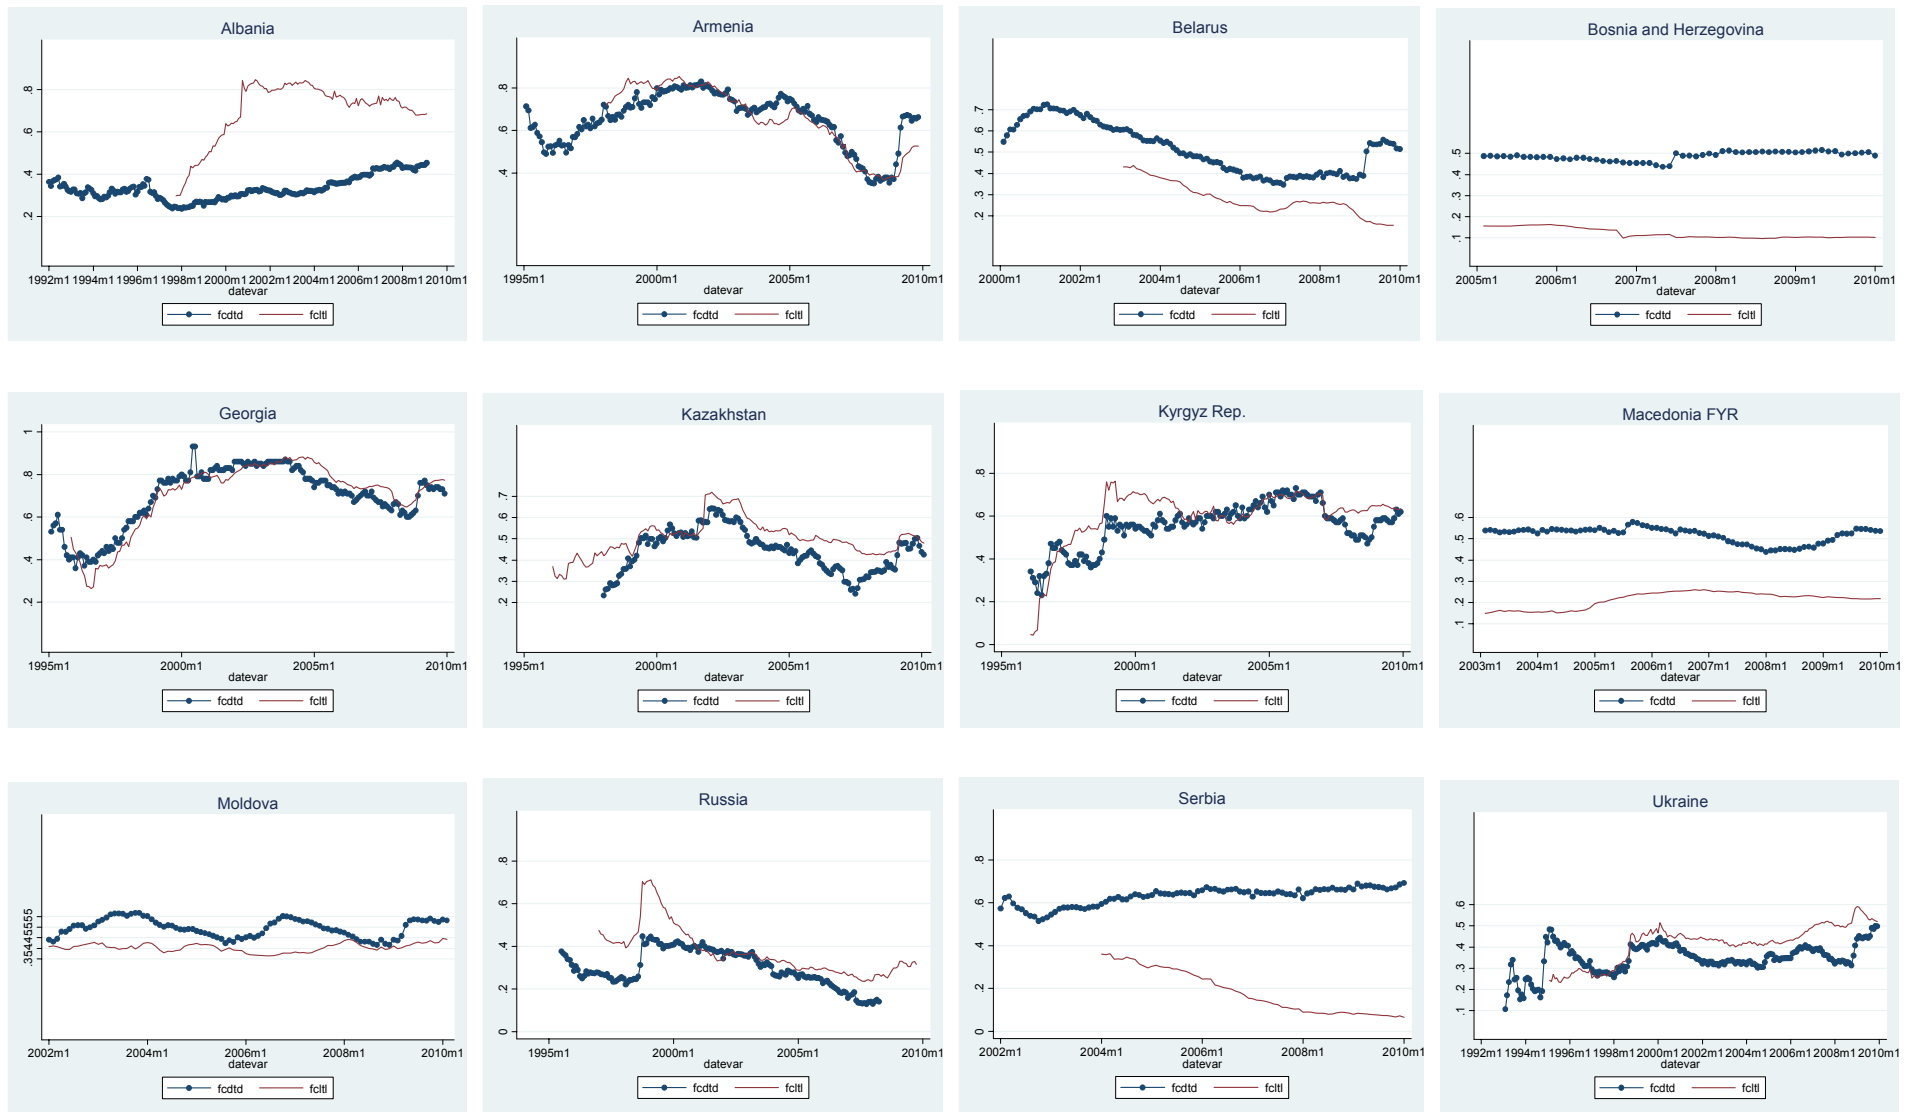 Albania
.8
.6
.4
.2
1992m1 1994m1 1996m1 1998m1 2000m1 2002m1 2004m1 2006m1 2008m1 2010m1
datevar
fcdtd fcltl
Armenia
.8
.6
.4
1995m1 2000m1 2005m1 2010m1
datevar
fcdtd fcltl
Belarus
.7
.6
.5
.4
.3
.2
2000m1 2002m1 2004m1 2006m1 2008m1 2010m1
datevar
fcdtd fcltl
Bosnia and Herzegovina
.5
.4
.3
.2
.1
2005m1 2006m1 2007m1 2008m1 2009m1 2010m1
datevar
fcdtd fcltl
Georgia
1
.8
.6
.4
.2
1995m1 2000m1 2005m1 2010m1
datevar
fcdtd fcltl
Kazakhstan
.7
.6
.5
.4
.3
.2
1995m1 2000m1 2005m1 2010m1
datevar
fcdtd fcltl
Kyrgyz Rep.
.8
.6
.4
.2
0
1995m1 2000m1 2005m1 2010m1
datevar
fcdtd fcltl
Macedonia FYR
.6
.5
.4
.3
.2
.1
2003m1 2004m1 2005m1 2006m1 2007m1 2008m1 2009m1 2010m1
datevar
fcdtd fcltl
Moldova
2002m1 2004m1 2006m1 2008m1 2010m1
datevar
fcdtd fcltl
Russia
.8
.6
.4
.2
0
1995m1 2000m1 2005m1 2010m1
datevar
fcdtd fcltl
Serbia
.8
.6
.4
.2
0
2002m1 2004m1 2006m1 2008m1 2010m1
datevar
fcdtd fcltl
Ukraine
.6
.5
.4
.3
.2
.1
1992m1 1994m1 1996m1 1998m1 2000m1 2002m1 2004m1 2006m1 2008m1 2010m1
datevar
fcdtd fcltl